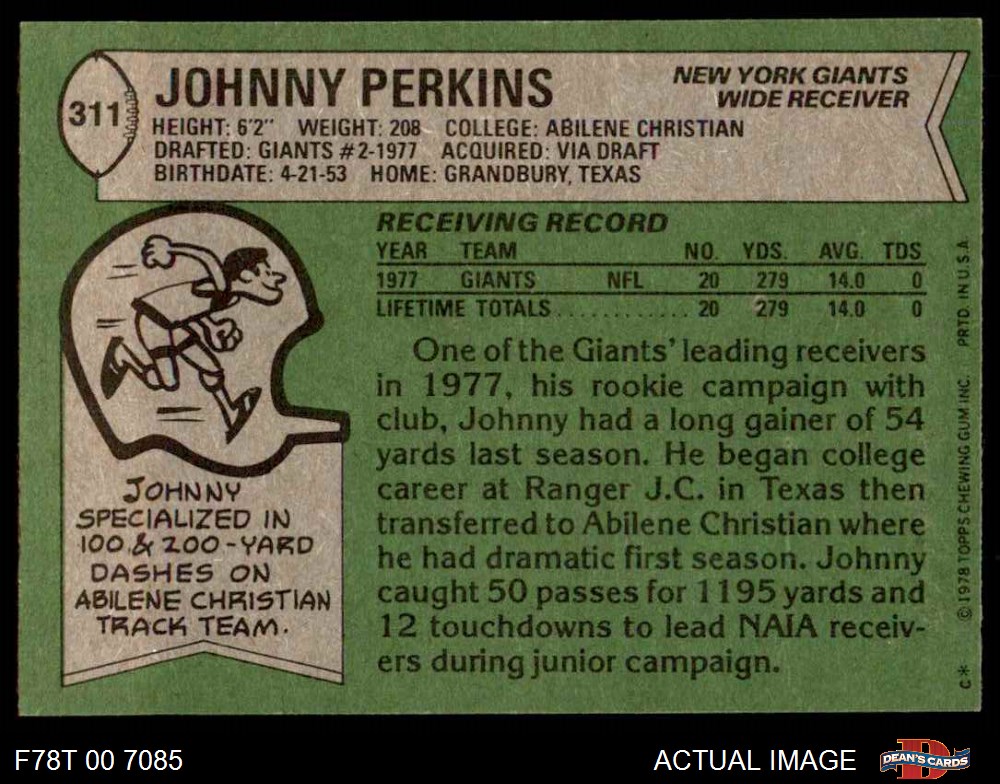 311
JOHNNY PERKINS
NEW YORK GIANTS
WIDE RECEIVER
HEIGHT: 6'2" WEIGHT: 208 COLLEGE: ABILENE CHRISTIAN
DRAFTED: GIANTS #2-1977 ACQUIRED: VIA DRAFT
BIRTHDATE: 4-21-53 HOME: GRANDBURY, TEXAS
RECEIVING RECORD
YEAR TEAM NO. YDS. AVG. TDS
1977 GIANTS NFL 20 279 14.0 0
LIFETIME TOTALS............ 20 279 14.0 0
One of the Giants' leading receivers
in 1977, his rookie campaign with
club, Johnny had a long gainer of 54
yards last season. He began college
career at Ranger J.C. in Texas then
transferred to Abilene Christian where
he had dramatic first season. Johnny
caught 50 passes for 1195 yards and
12 touchdowns to lead NAIA receiv-
ers during junior campaign.
JOHNNY
SPECIALIZED IN
100 & 200-YARD
DASHES ON
ABILENE CHRISTIAN
TRACK TEAM.
C* © 1978 TOPPS CHEWING GUM INC. PRTD. IN U.S.A.
F78T 00 7085
ACTUAL IMAGE
D
DEAN'S CARDS